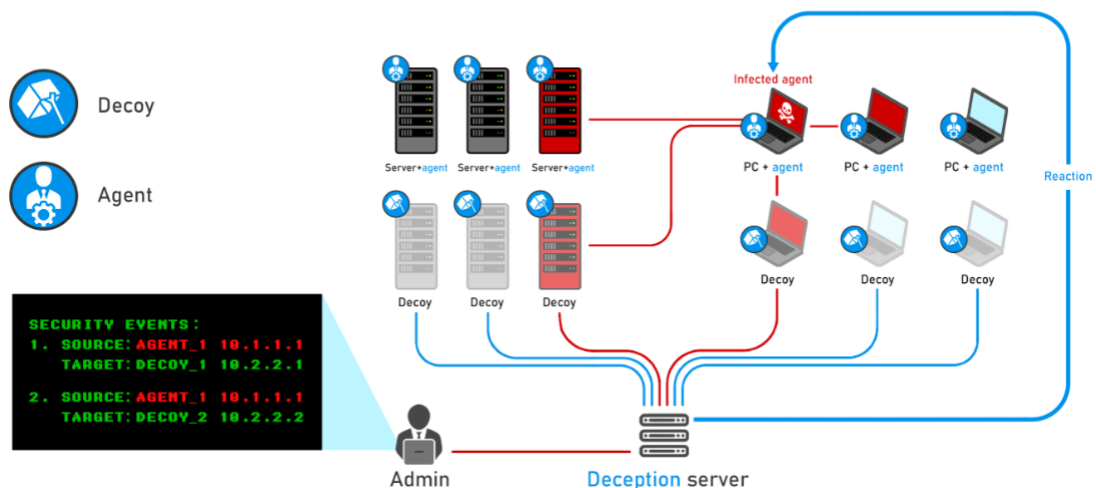 Decoy
Agent
Infected agent
Server+agent
Server+agent
Server+agent
PC + agent
PC + agent
PC + agent
Reaction
Decoy
Decoy
Decoy
Decoy
Decoy
Decoy
SECURITY EVENTS:
1. SOURCE: AGENT_1 10.1.1.1
TARGET: DECOY_1 10.2.2.1
2. SOURCE: AGENT_1 10.1.1.1
TARGET: DECOY_2 10.2.2.2
Admin
Deception server